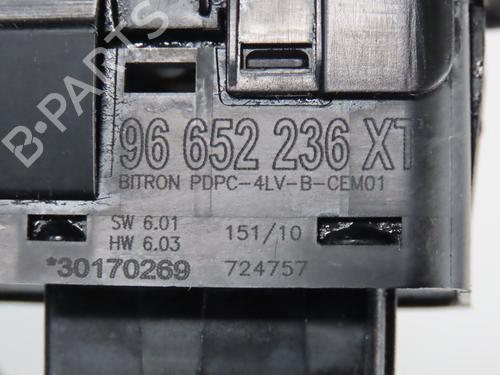 96 652 236 XT
BITRON PDPC-4LV-B-CEM01
SW 6.01
HW 6.03
151/10
*30170269
724757
B-PARTS